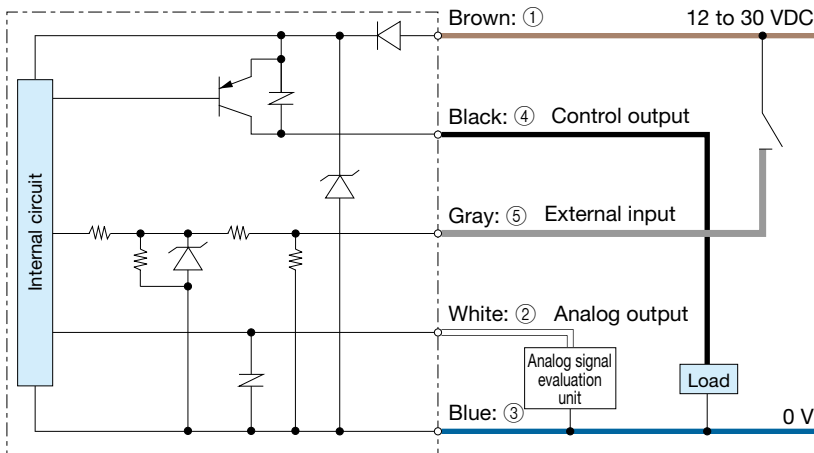 Brown: ① 12 to 30 VDC
Black: ④ Control output
Internal circuit
Gray: ⑤ External input
White: ② Analog output
Analog signal
evaluation
unit
Load
Blue: ③ 0 V